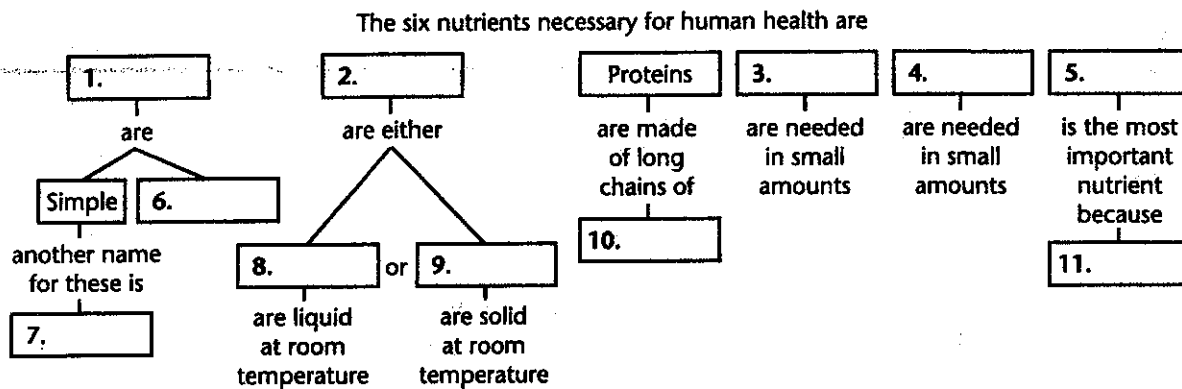 The six nutrients necessary for human health are
1.
2.
Proteins
3.
4.
5.
are
are either
are made
of long
chains of
are needed
in small
amounts
are needed
in small
amounts
is the most
important
nutrient
because
Simple
6.
another name
for these is
7.
8.
or
9.
are liquid
at room
temperature
are solid
at room
temperature
10.
11.